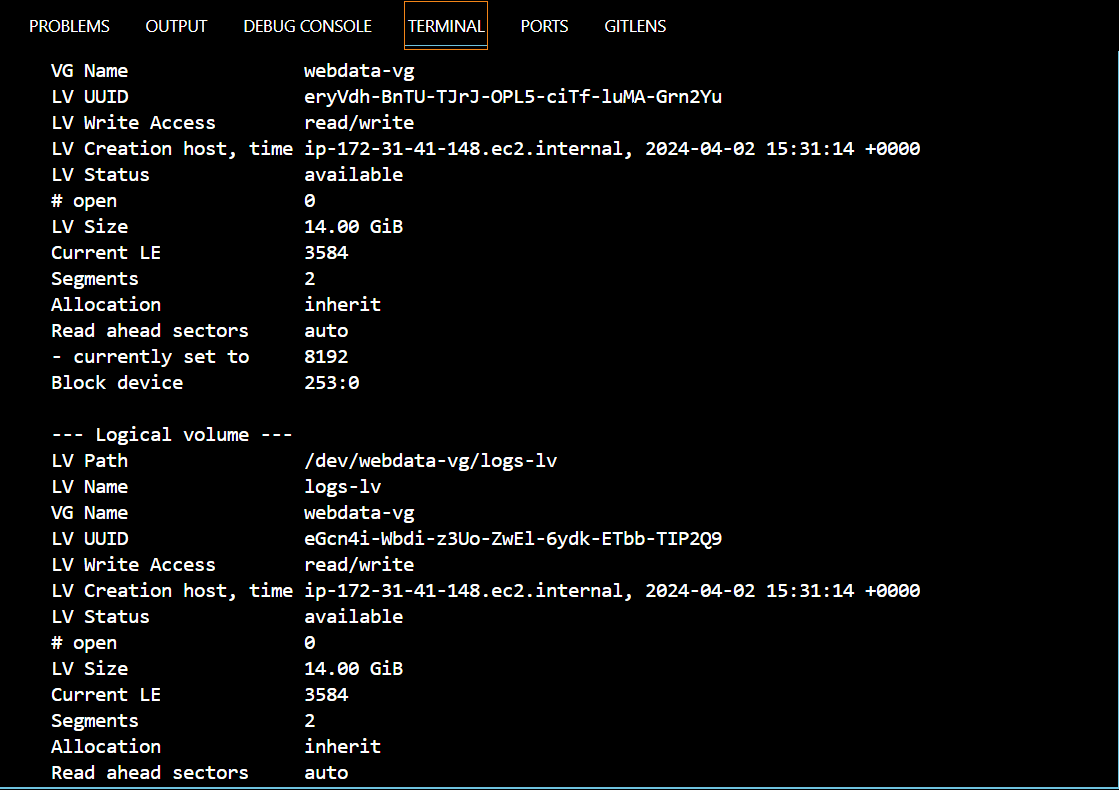 PROBLEMS OUTPUT DEBUG CONSOLE TERMINAL PORTS GITLENS
VG Name webdata-vg
LV UUID eryVdh-BnTU-TJrJ-OPL5-ciTf-luMA-Grn2Yu
LV Write Access read/write
LV Creation host, time ip-172-31-41-148.ec2.internal, 2024-04-02 15:31:14 +0000
LV Status available
# open 0
LV Size 14.00 GiB
Current LE 3584
Segments 2
Allocation inherit
Read ahead sectors auto
- currently set to 8192
Block device 253:0
--- Logical volume ---
LV Path /dev/webdata-vg/logs-lv
LV Name logs-lv
VG Name webdata-vg
LV UUID eGcn4i-Wbdi-z3Uo-ZwEl-6ydk-ETbb-TIP2Q9
LV Write Access read/write
LV Creation host, time ip-172-31-41-148.ec2.internal, 2024-04-02 15:31:14 +0000
LV Status available
# open 0
LV Size 14.00 GiB
Current LE 3584
Segments 2
Allocation inherit
Read ahead sectors auto